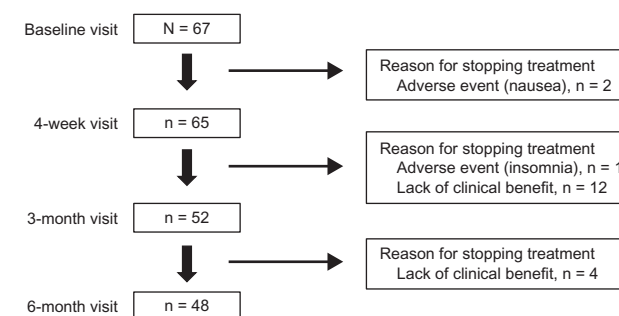 Baseline visit
N = 67
Reason for stopping treatment
Adverse event (nausea), n = 2
4-week visit
n = 65
Reason for stopping treatment
Adverse event (insomnia), n = 1
Lack of clinical benefit, n = 12
3-month visit
n = 52
Reason for stopping treatment
Lack of clinical benefit, n = 4
6-month visit
n = 48